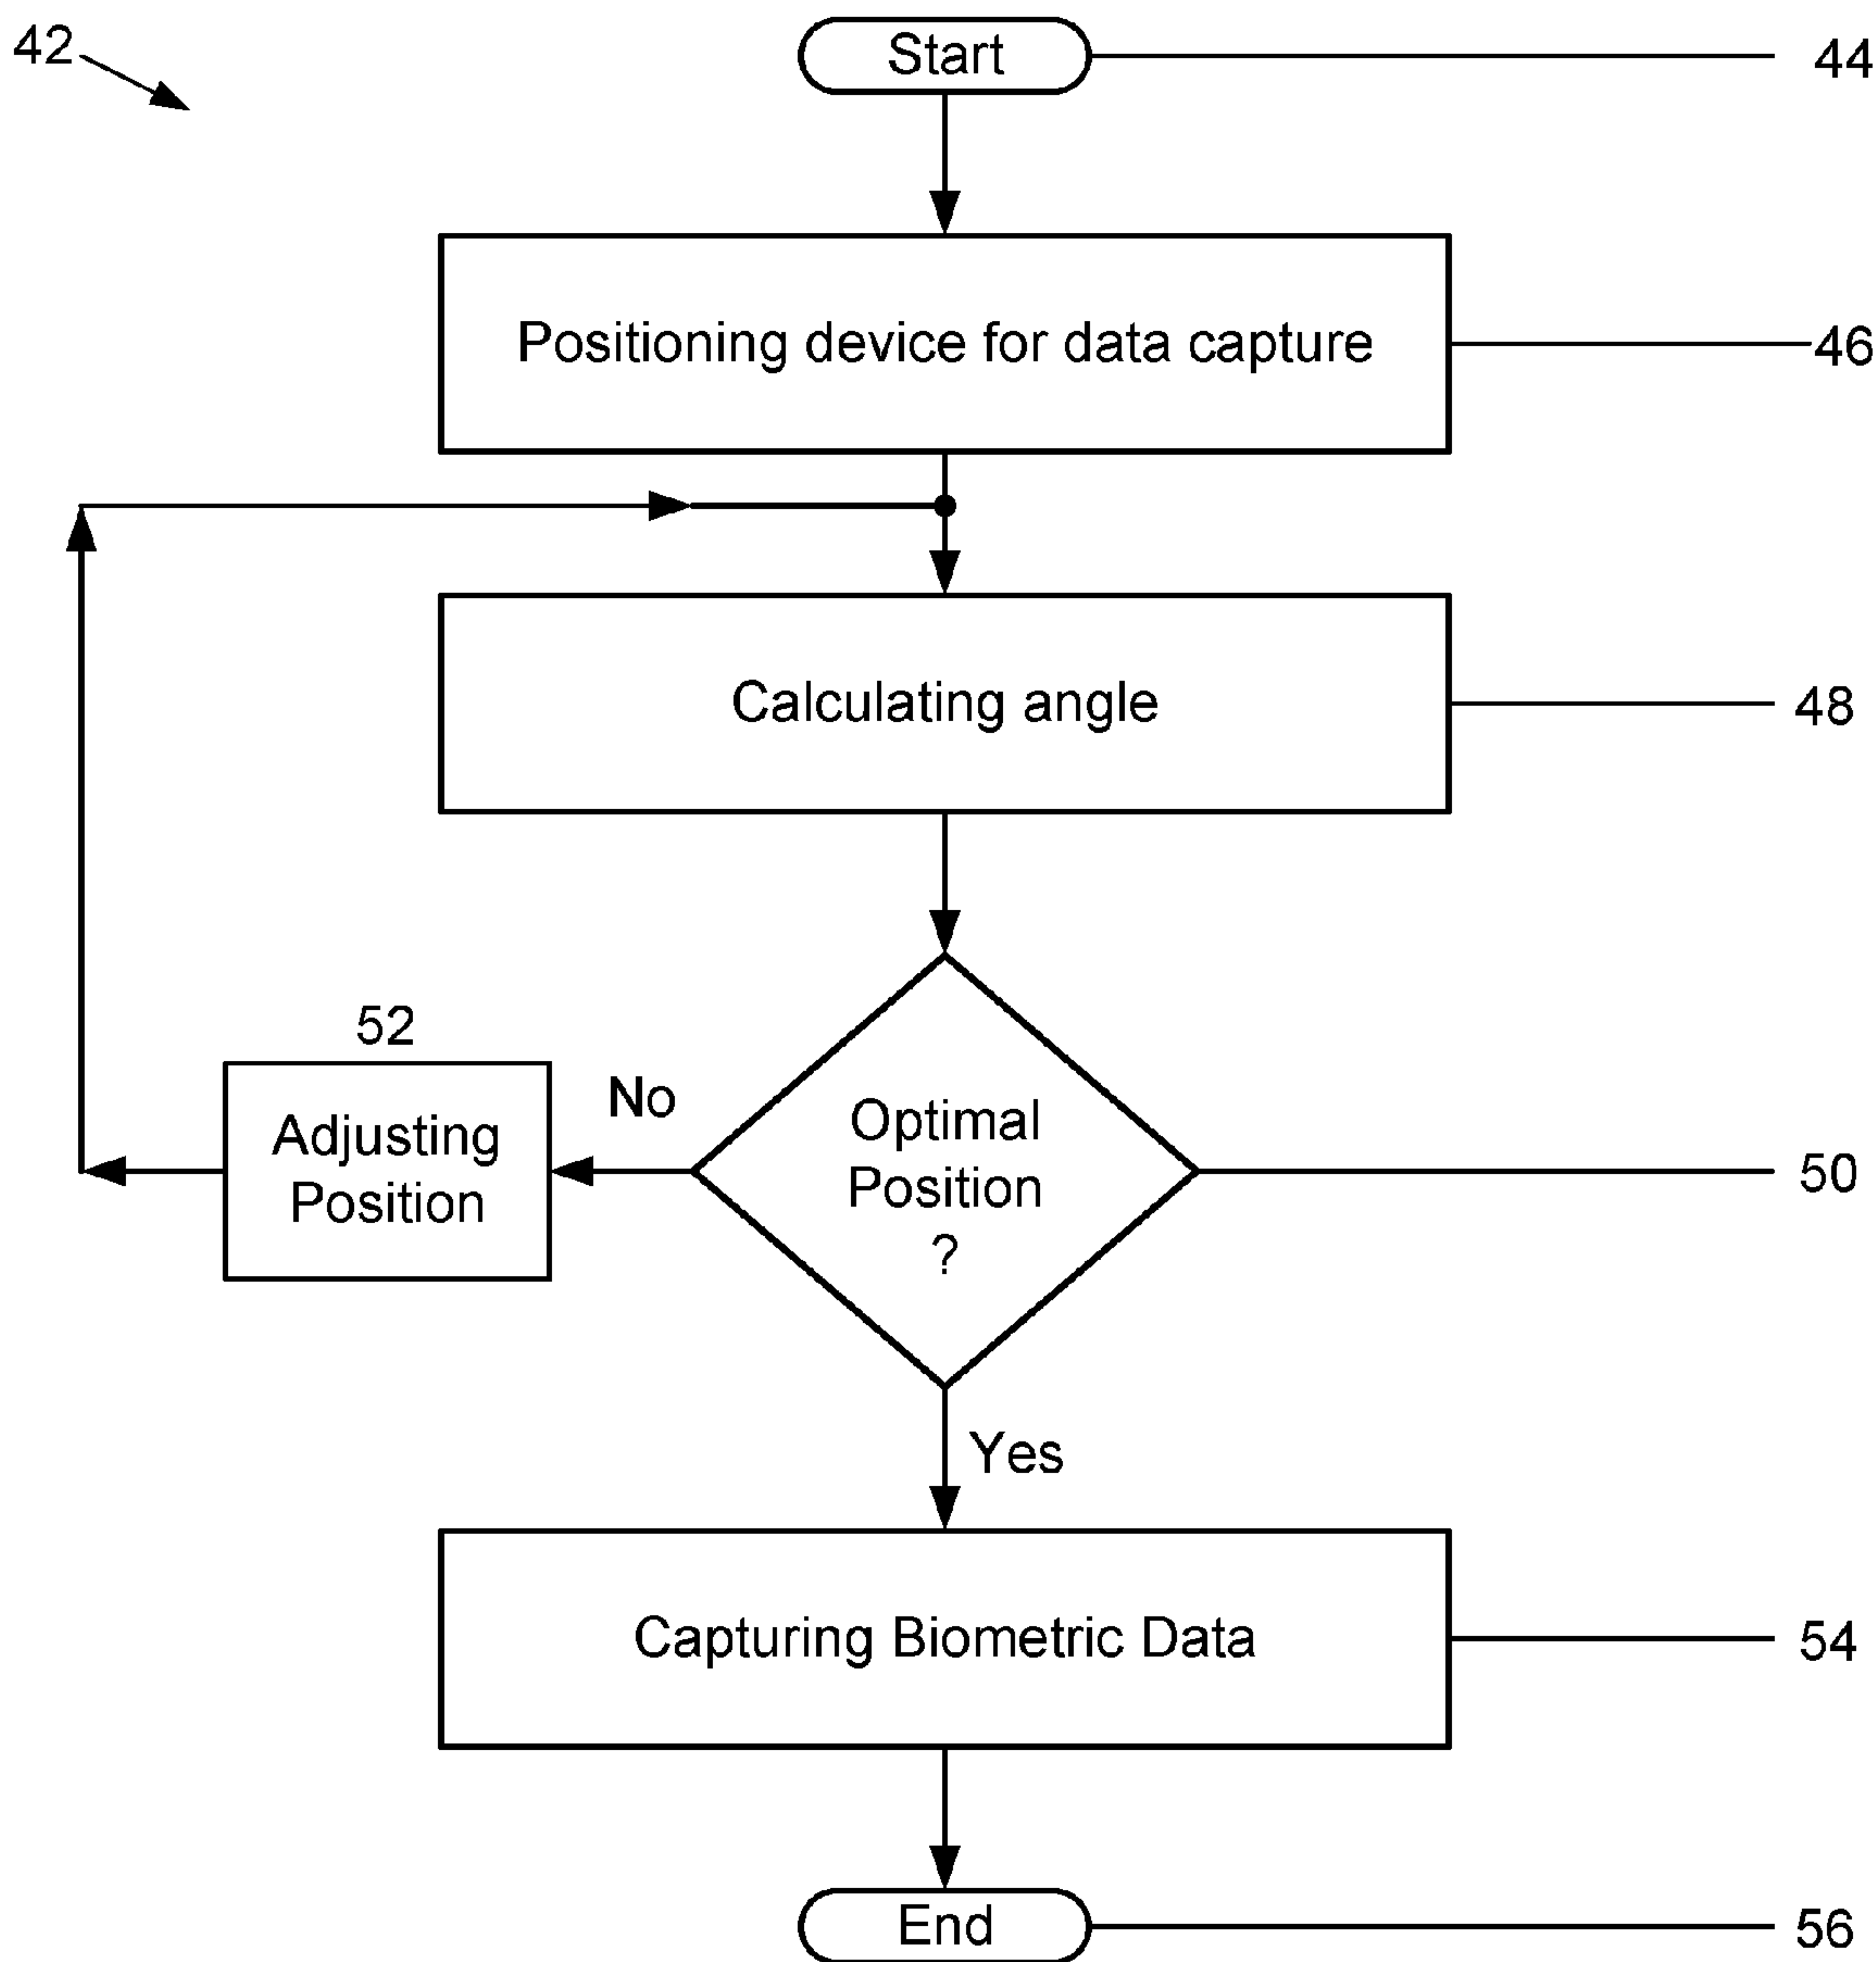 42
Start
44
Positioning device for data capture
46
Calculating angle
48
52
Adjusting
Position
No
Optimal
Position
?
50
Yes
Capturing Biometric Data
54
End
56